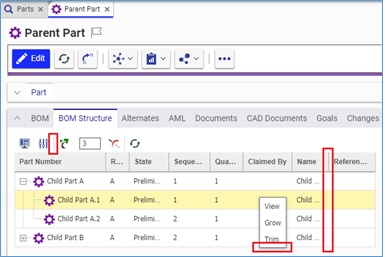 Parts × Parent Part ×
Parent Part
Edit
Part
BOM BOM Structure Alternates AML Documents CAD Documents Goals Changes
3
Part Number R... State Seque... Qua... Claimed By Name Referen...
Child Part A A Prelimi... 1 1 Child ...
Child Part A.1 A Prelimi... 1 1 Child ...
Child Part A.2 A Prelimi... 2 2 Child ...
Child Part B A Prelimi... 2 2 Child ...
View
Grow
Trim